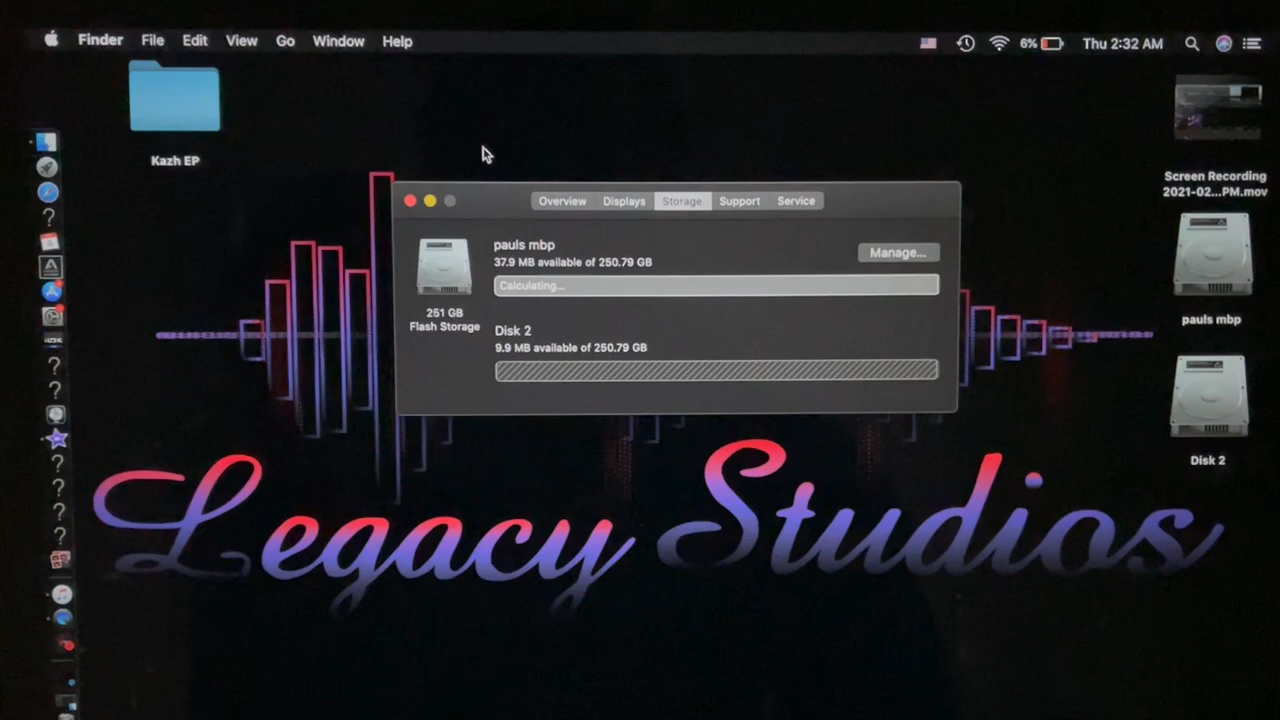 Finder File Edit View Go Window Help 6% Thu 2:32 AM
Kazh EP
Screen Recording
2021-02...PM.mov
Overview Displays Storage Support Service
pauls mbp
37.9 MB available of 250.79 GB
Manage...
Calculating...
251 GB
Flash Storage
Disk 2
9.9 MB available of 250.79 GB
pauls mbp
Disk 2
?
?
?
?
?
?
?
Legacy Studios